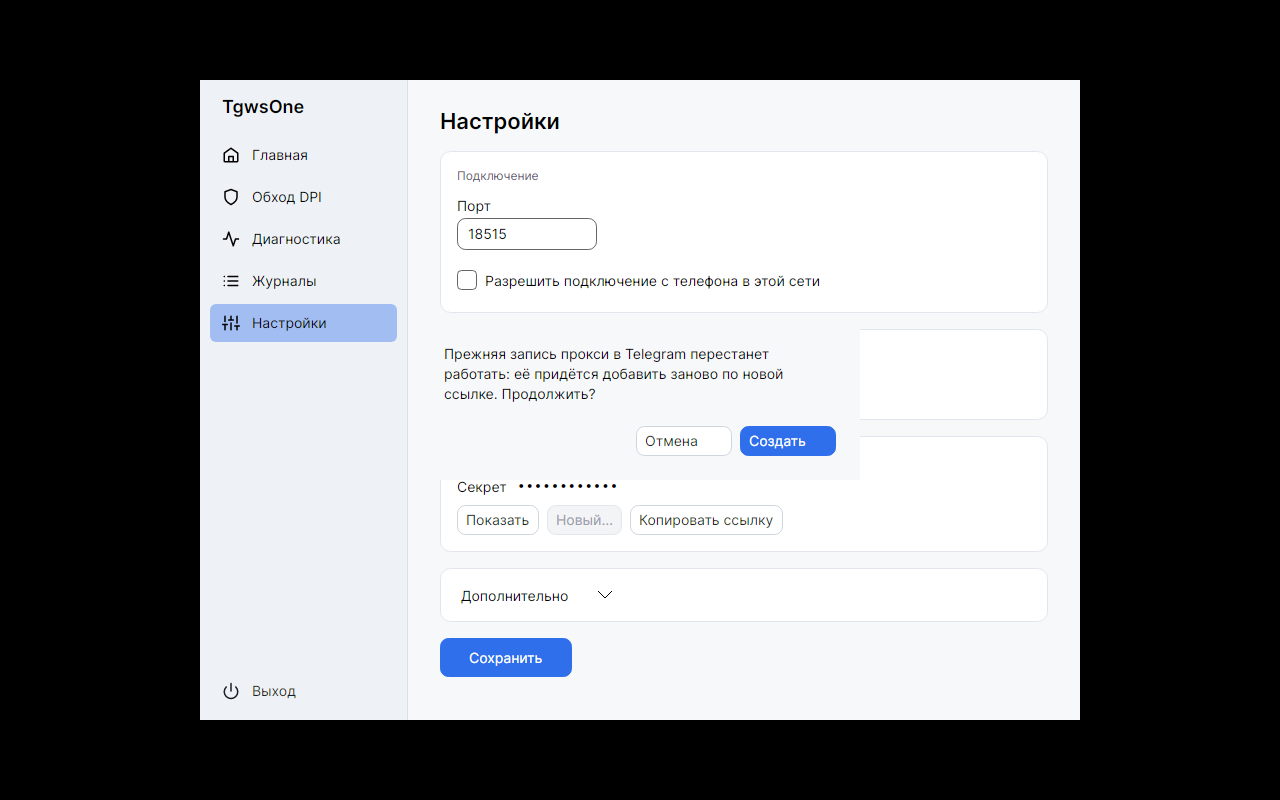 TgwsOne
Главная
Обход DPI
Диагностика
Журналы
Настройки
Выход
Настройки
Подключение
Порт
18515
Разрешить подключение с телефона в этой сети
Прежняя запись прокси в Telegram перестанет
работать: её придётся добавить заново по новой
ссылке. Продолжить?
Отмена
Создать
Секрет ••••••••••••
Показать
Новый...
Копировать ссылку
Дополнительно
Сохранить